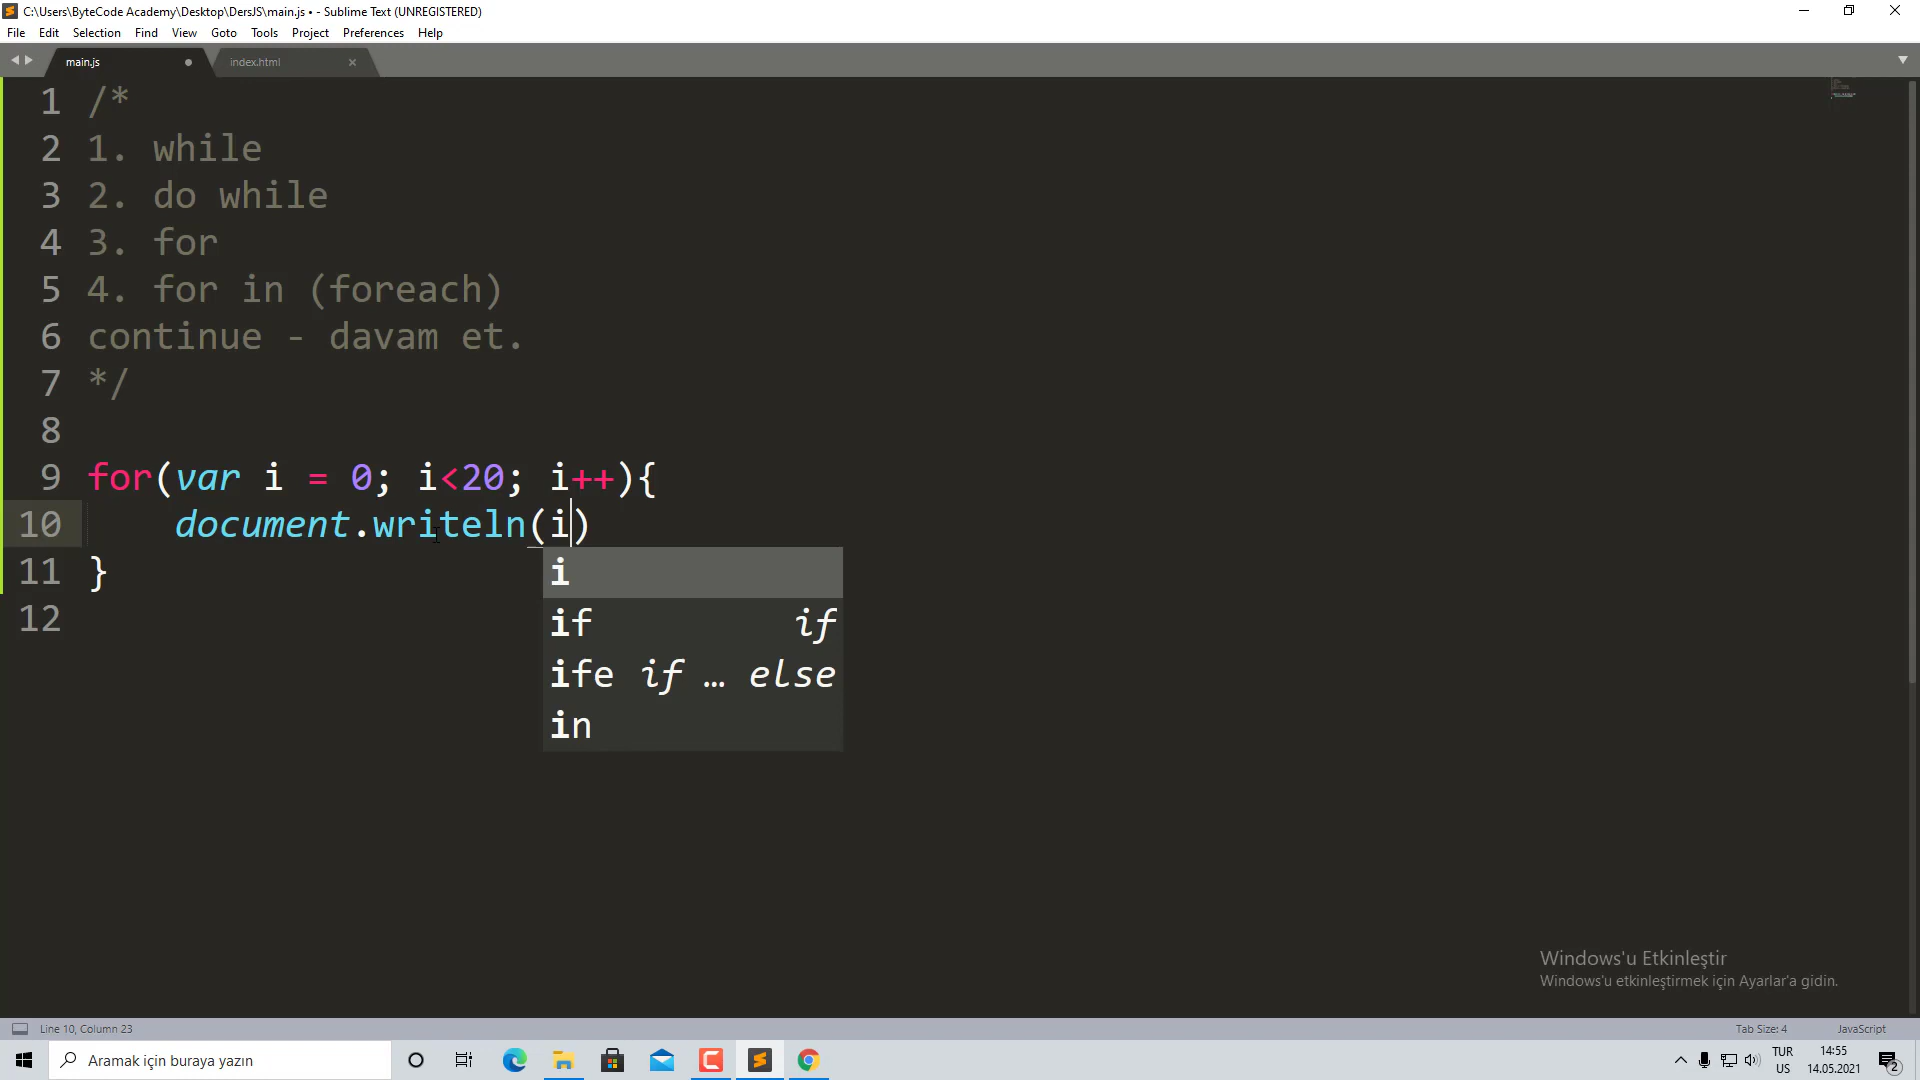 C:\Users\ByteCode Academy\Desktop\DersJS\main.js • - Sublime Text (UNREGISTERED)
File Edit Selection Find View Goto Tools Project Preferences Help
main.js index.html
1 /*
2 1. while
3 2. do while
4 3. for
5 4. for in (foreach)
6 continue - davam et.
7 */
8
9 for(var i = 0; i<20; i++){
10 document.writeln(i)
i
11 }
if if
12
ife if … else
in
Windows'u Etkinleştir
Windows'u etkinleştirmek için Ayarlar'a gidin.
Line 10, Column 23 Tab Size: 4 JavaScript
Aramak için buraya yazın
TUR 14:55
US 14.05.2021 2